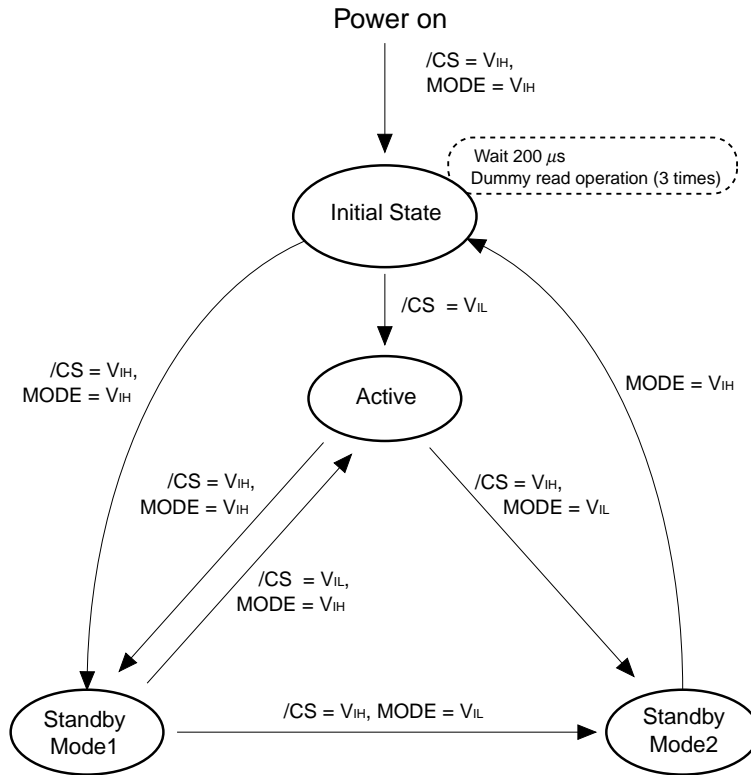 Power on
/CS = VIH,
MODE = VIH
Wait 200 μs
Dummy read operation (3 times)
Initial State
/CS = VIL
/CS = VIH,
MODE = VIH
MODE = VIH
Active
/CS = VIH,
MODE = VIH
/CS = VIH,
MODE = VIL
/CS = VIL,
MODE = VIH
Standby
Mode1
/CS = VIH, MODE = VIL
Standby
Mode2